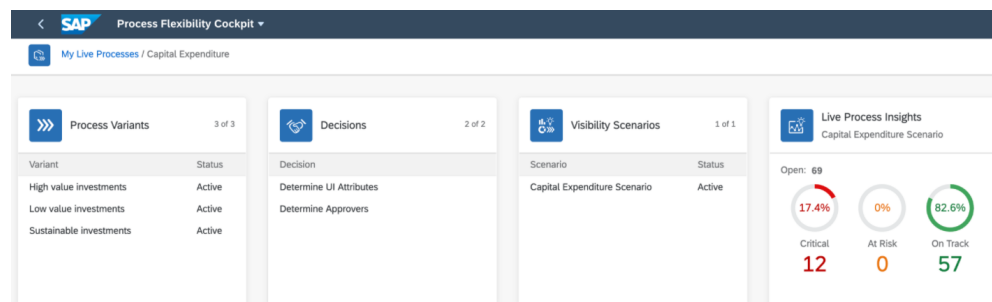 SAP Process Flexibility Cockpit
My Live Processes / Capital Expenditure
Process Variants 3 of 3
Variant Status
High value investments Active
Low value investments Active
Sustainable investments Active
Decisions 2 of 2
Decision
Determine UI Attributes
Determine Approvers
Visibility Scenarios 1 of 1
Scenario Status
Capital Expenditure Scenario Active
Live Process Insights
Capital Expenditure Scenario
Open: 69
17.4% 0% 82.6%
Critical At Risk On Track
12 0 57